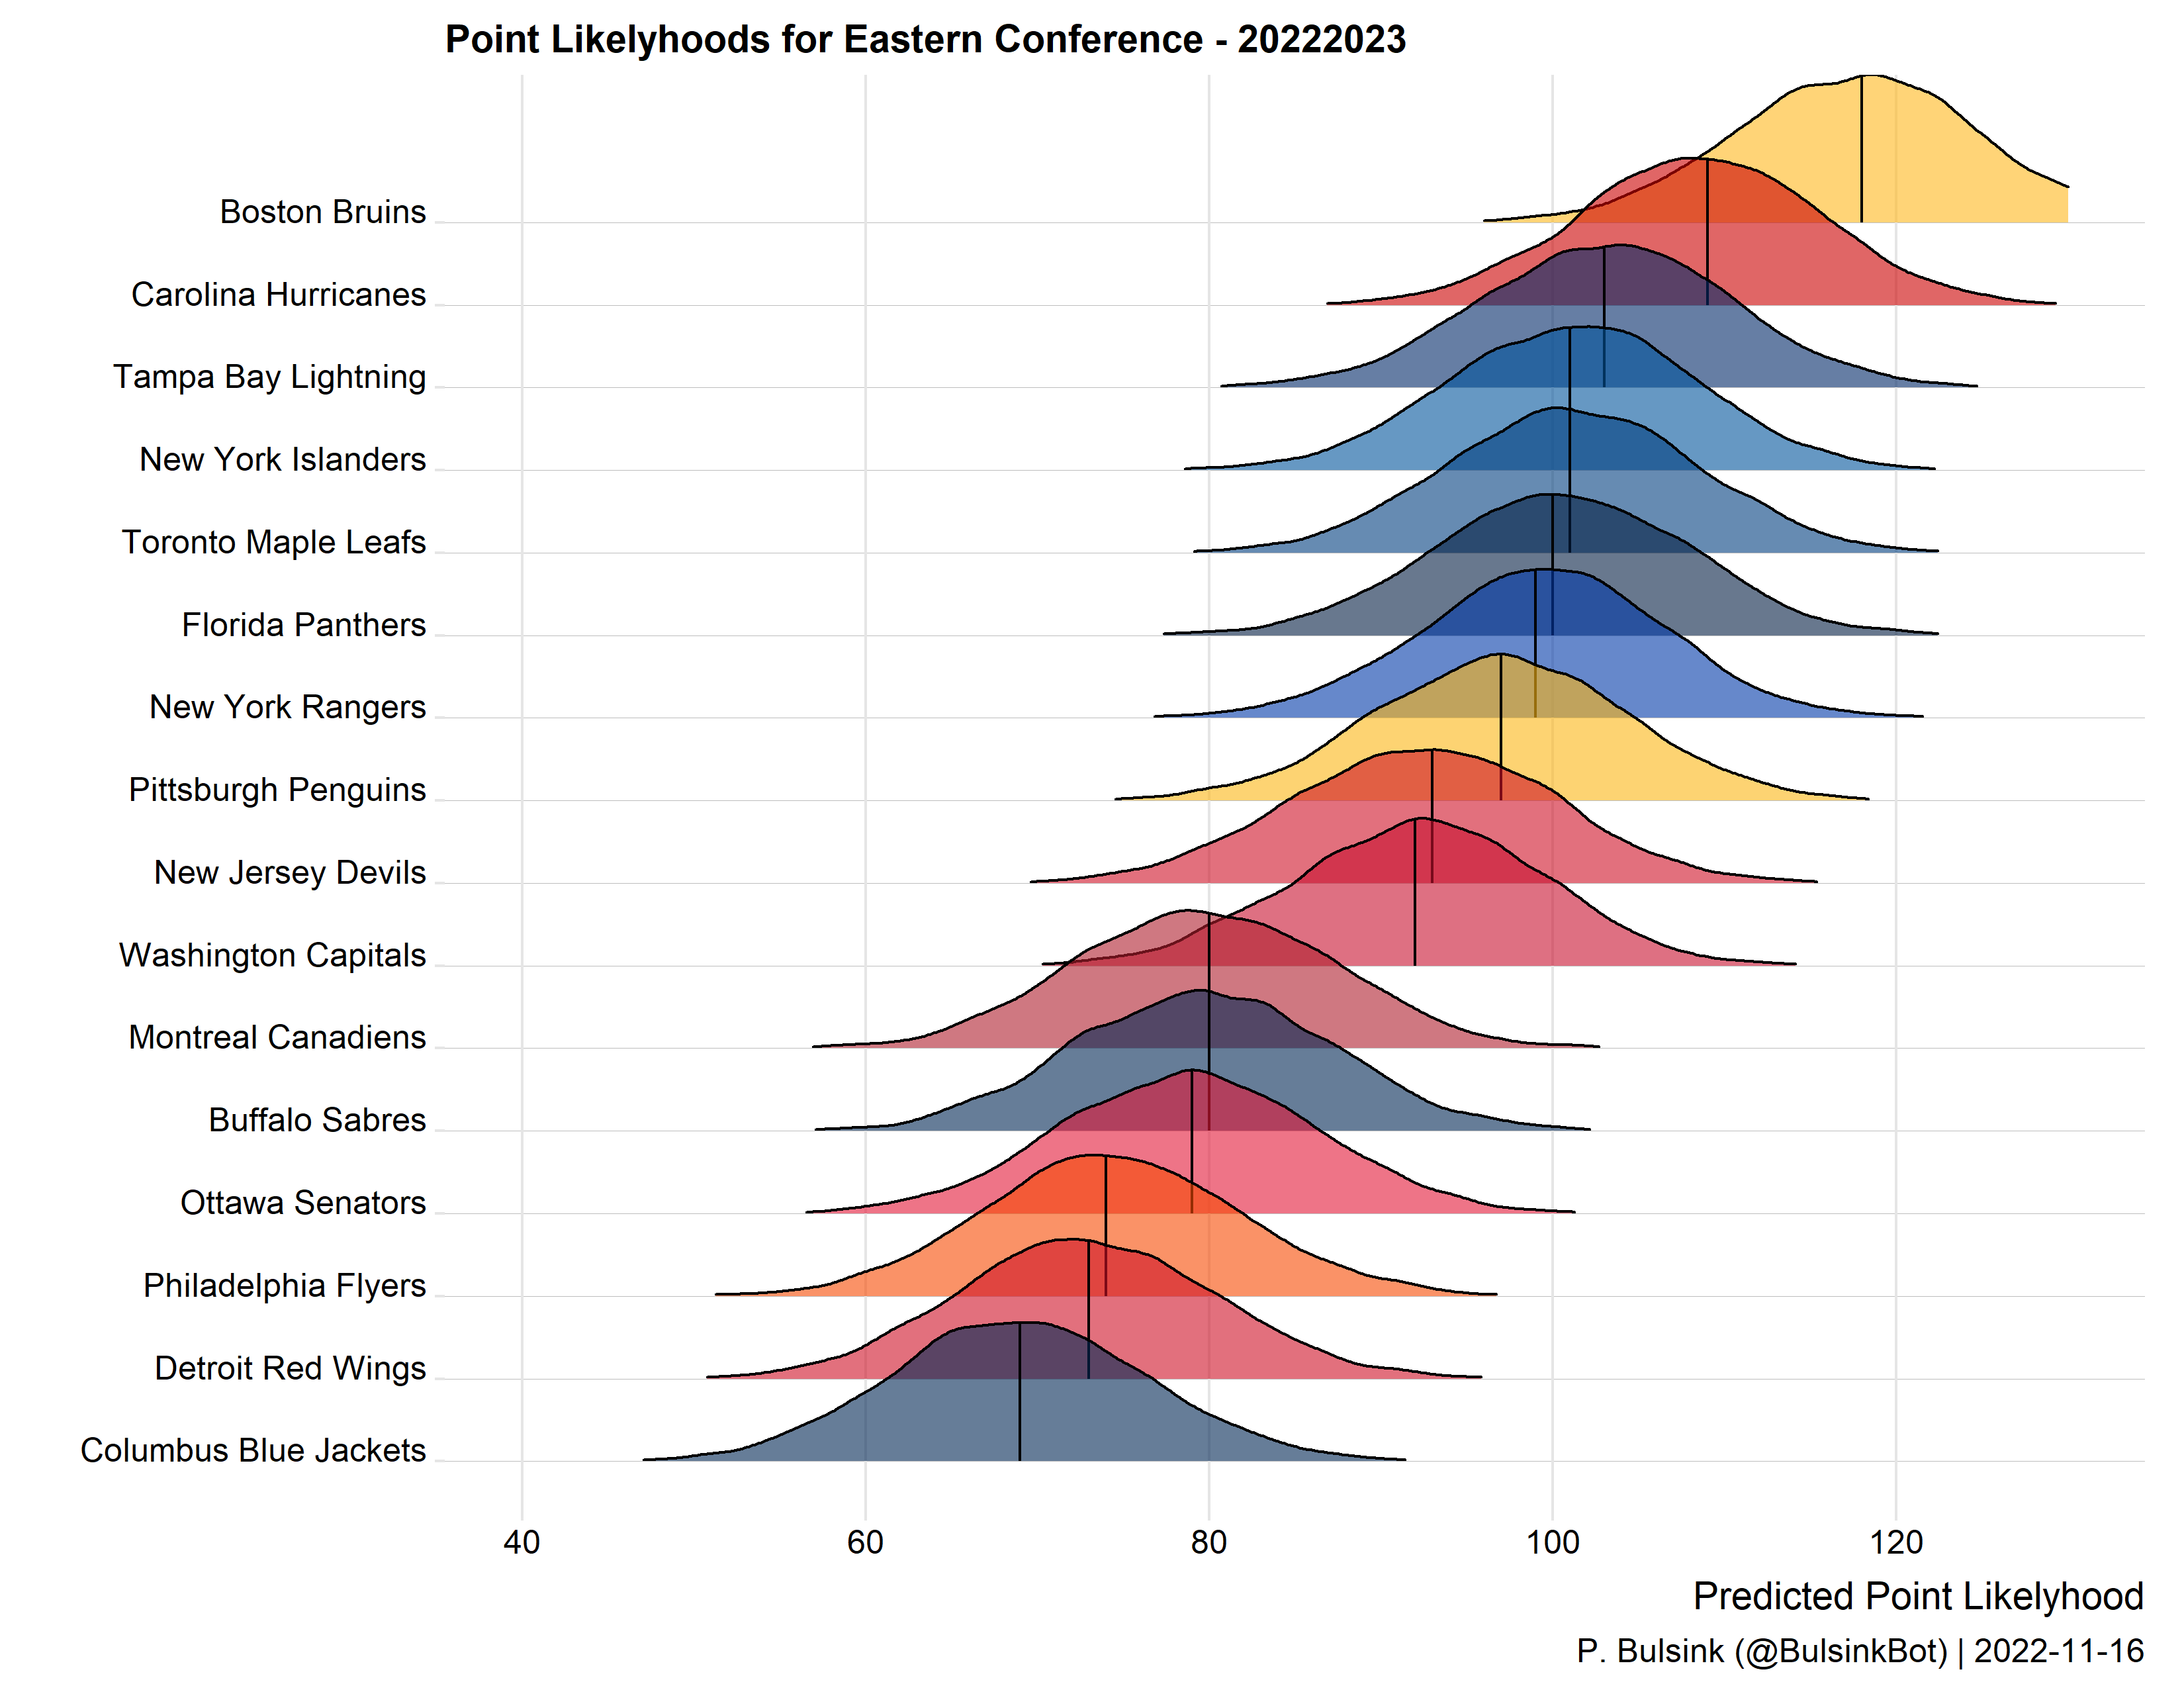 Point Likelyhoods for Eastern Conference - 20222023
Boston Bruins
Carolina Hurricanes
Tampa Bay Lightning
New York Islanders
Toronto Maple Leafs
Florida Panthers
New York Rangers
Pittsburgh Penguins
New Jersey Devils
Washington Capitals
Montreal Canadiens
Buffalo Sabres
Ottawa Senators
Philadelphia Flyers
Detroit Red Wings
Columbus Blue Jackets
40 60 80 100 120
Predicted Point Likelyhood
P. Bulsink (@BulsinkBot) | 2022-11-16